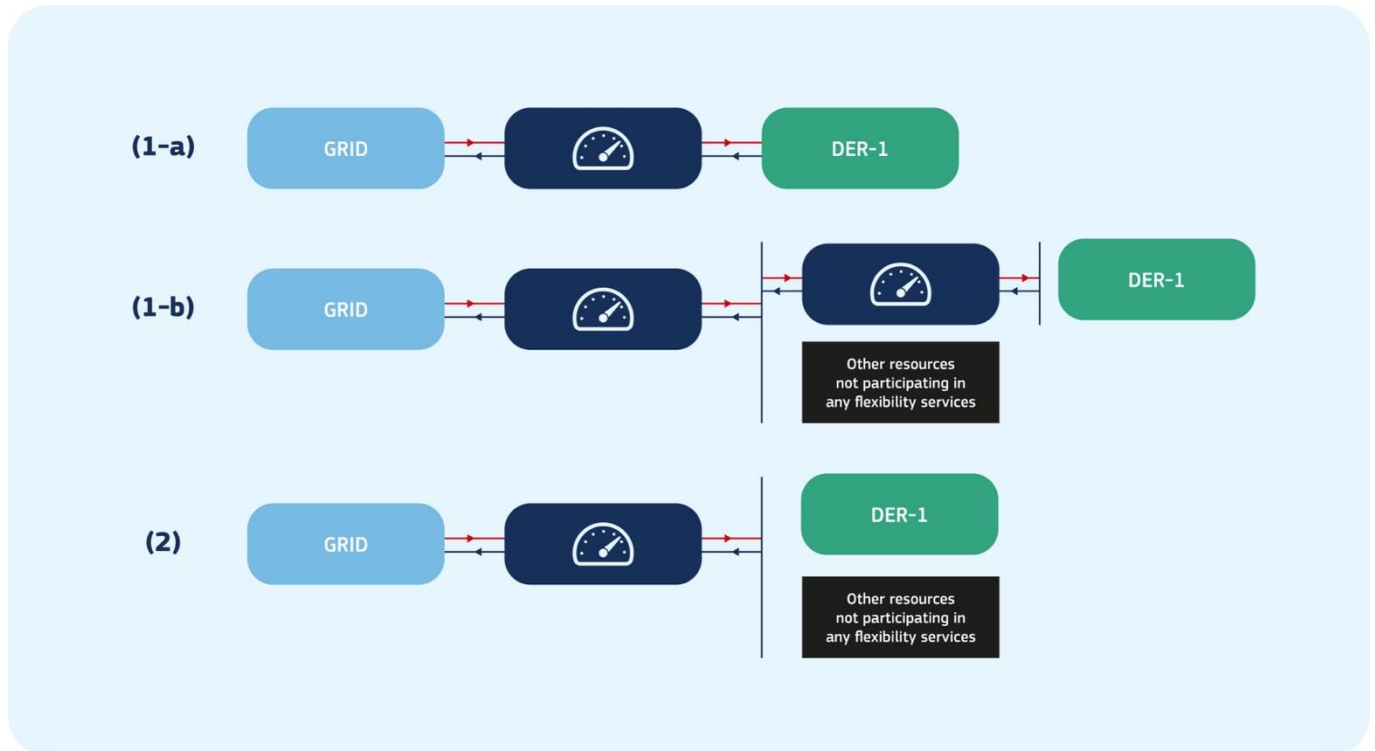 (1-a)
GRID
DER-1
(1-b)
GRID
DER-1
Other resources
not participating in
any flexibility services
(2)
GRID
DER-1
Other resources
not participating in
any flexibility services